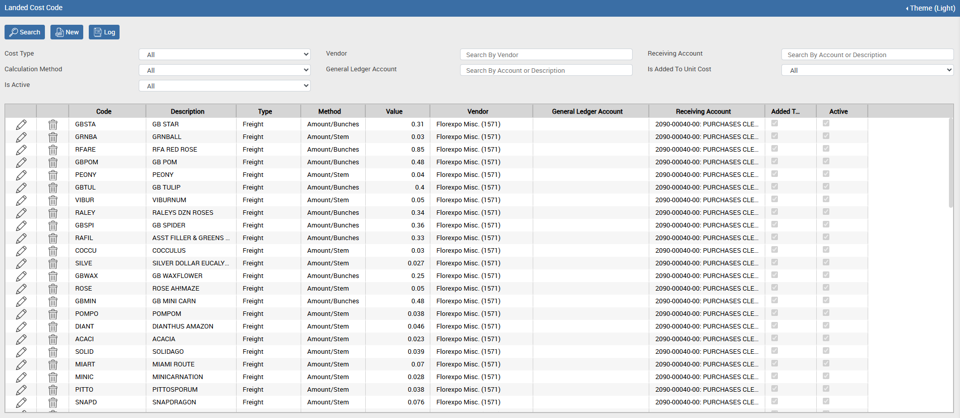 Landed Cost Code
Theme (Light)
Search New Log
Cost Type All Vendor Search By Vendor Receiving Account Search By Account or Description
Calculation Method All General Ledger Account Search By Account or Description Is Added To Unit Cost All
Is Active All
Code Description Type Method Value Vendor General Ledger Account Receiving Account Added T... Active
GBSTA GB STAR Freight Amount/Bunches 0.31 Florexpo Misc. (1571) 2090-00040-00: PURCHASES CLE...
GRNBA GRNBALL Freight Amount/Stem 0.03 Florexpo Misc. (1571) 2090-00040-00: PURCHASES CLE...
RFARE RFA RED ROSE Freight Amount/Bunches 0.85 Florexpo Misc. (1571) 2090-00040-00: PURCHASES CLE...
GBPOM GB POM Freight Amount/Bunches 0.48 Florexpo Misc. (1571) 2090-00040-00: PURCHASES CLE...
PEONY PEONY Freight Amount/Stem 0.04 Florexpo Misc. (1571) 2090-00040-00: PURCHASES CLE...
GBTUL GB TULIP Freight Amount/Bunches 0.4 Florexpo Misc. (1571) 2090-00040-00: PURCHASES CLE...
VIBUR VIBURNUM Freight Amount/Stem 0.05 Florexpo Misc. (1571) 2090-00040-00: PURCHASES CLE...
RALEY RALEYS DZN ROSES Freight Amount/Bunches 0.34 Florexpo Misc. (1571) 2090-00040-00: PURCHASES CLE...
GBSPI GB SPIDER Freight Amount/Bunches 0.36 Florexpo Misc. (1571) 2090-00040-00: PURCHASES CLE...
RAFIL ASST FILLER & GREENS ... Freight Amount/Bunches 0.33 Florexpo Misc. (1571) 2090-00040-00: PURCHASES CLE...
COCCU COCCULUS Freight Amount/Stem 0.03 Florexpo Misc. (1571) 2090-00040-00: PURCHASES CLE...
SILVE SILVER DOLLAR EUCALY... Freight Amount/Stem 0.027 Florexpo Misc. (1571) 2090-00040-00: PURCHASES CLE...
GBWAX GB WAXFLOWER Freight Amount/Bunches 0.25 Florexpo Misc. (1571) 2090-00040-00: PURCHASES CLE...
ROSE ROSE AH!MAZE Freight Amount/Stem 0.05 Florexpo Misc. (1571) 2090-00040-00: PURCHASES CLE...
GBMIN GB MINI CARN Freight Amount/Bunches 0.48 Florexpo Misc. (1571) 2090-00040-00: PURCHASES CLE...
POMPO POMPOM Freight Amount/Stem 0.038 Florexpo Misc. (1571) 2090-00040-00: PURCHASES CLE...
DIANT DIANTHUS AMAZON Freight Amount/Stem 0.046 Florexpo Misc. (1571) 2090-00040-00: PURCHASES CLE...
ACACI ACACIA Freight Amount/Stem 0.023 Florexpo Misc. (1571) 2090-00040-00: PURCHASES CLE...
SOLID SOLIDAGO Freight Amount/Stem 0.039 Florexpo Misc. (1571) 2090-00040-00: PURCHASES CLE...
MIART MIAMI ROUTE Freight Amount/Stem 0.07 Florexpo Misc. (1571) 2090-00040-00: PURCHASES CLE...
MINIC MINICARNATION Freight Amount/Stem 0.028 Florexpo Misc. (1571) 2090-00040-00: PURCHASES CLE...
PITTO PITTOSPORUM Freight Amount/Stem 0.038 Florexpo Misc. (1571) 2090-00040-00: PURCHASES CLE...
SNAPD SNAPDRAGON Freight Amount/Stem 0.076 Florexpo Misc. (1571) 2090-00040-00: PURCHASES CLE...